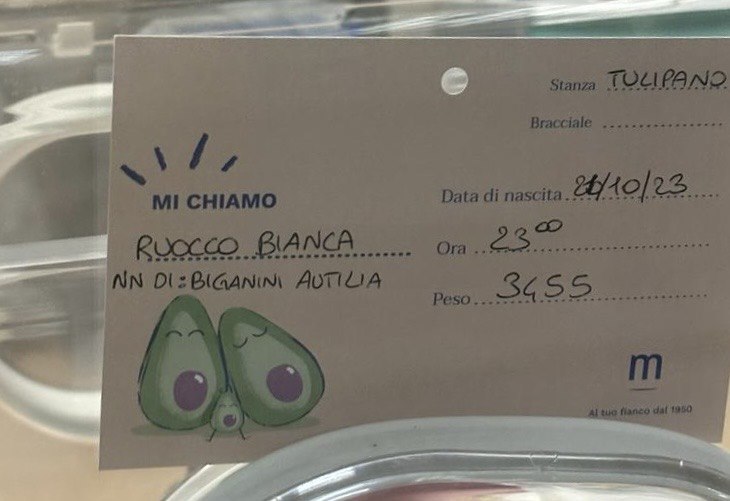 Stanza TULIPANO
Bracciale
MI CHIAMO
RUOCCO BIANCA
NN DI: BIGANINI AUTILIA
Data di nascita /10/23
Ora 23⁰⁰
Peso 3455
m
Al tuo fianco dal 1950